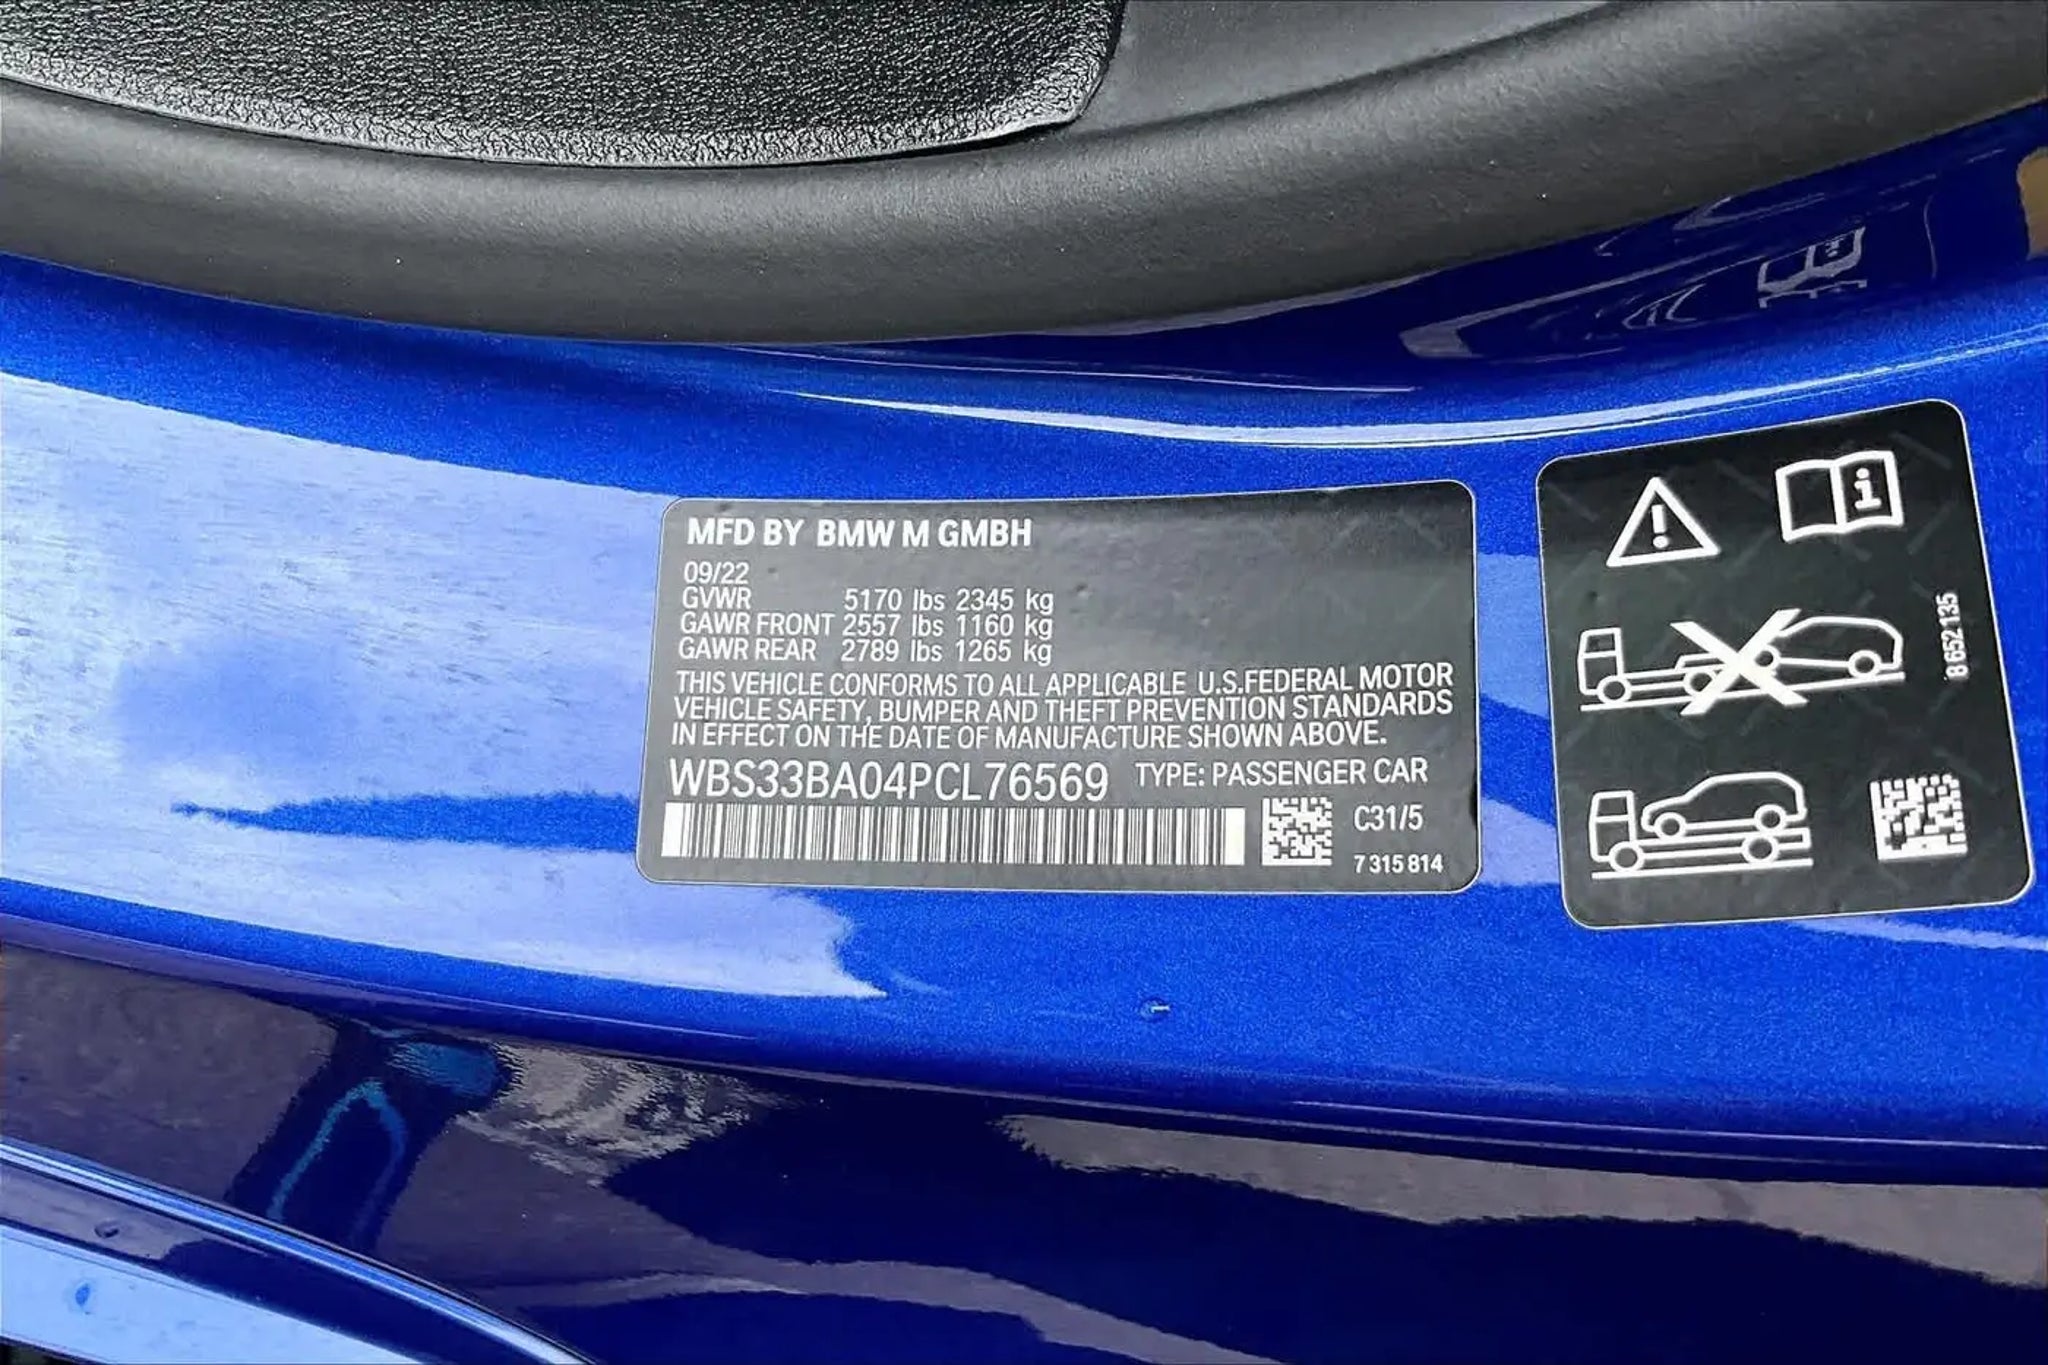 MFD BY BMW M GMBH
09/22
GVWR 5170 lbs 2345 kg
GAWR FRONT 2557 lbs 1160 kg
GAWR REAR 2789 lbs 1265 kg
THIS VEHICLE CONFORMS TO ALL APPLICABLE U.S.FEDERAL MOTOR
VEHICLE SAFETY, BUMPER AND THEFT PREVENTION STANDARDS
IN EFFECT ON THE DATE OF MANUFACTURE SHOWN ABOVE.
WBS33BA04PCL76569 TYPE: PASSENGER CAR
C31/5
7 315 814
8 652 135